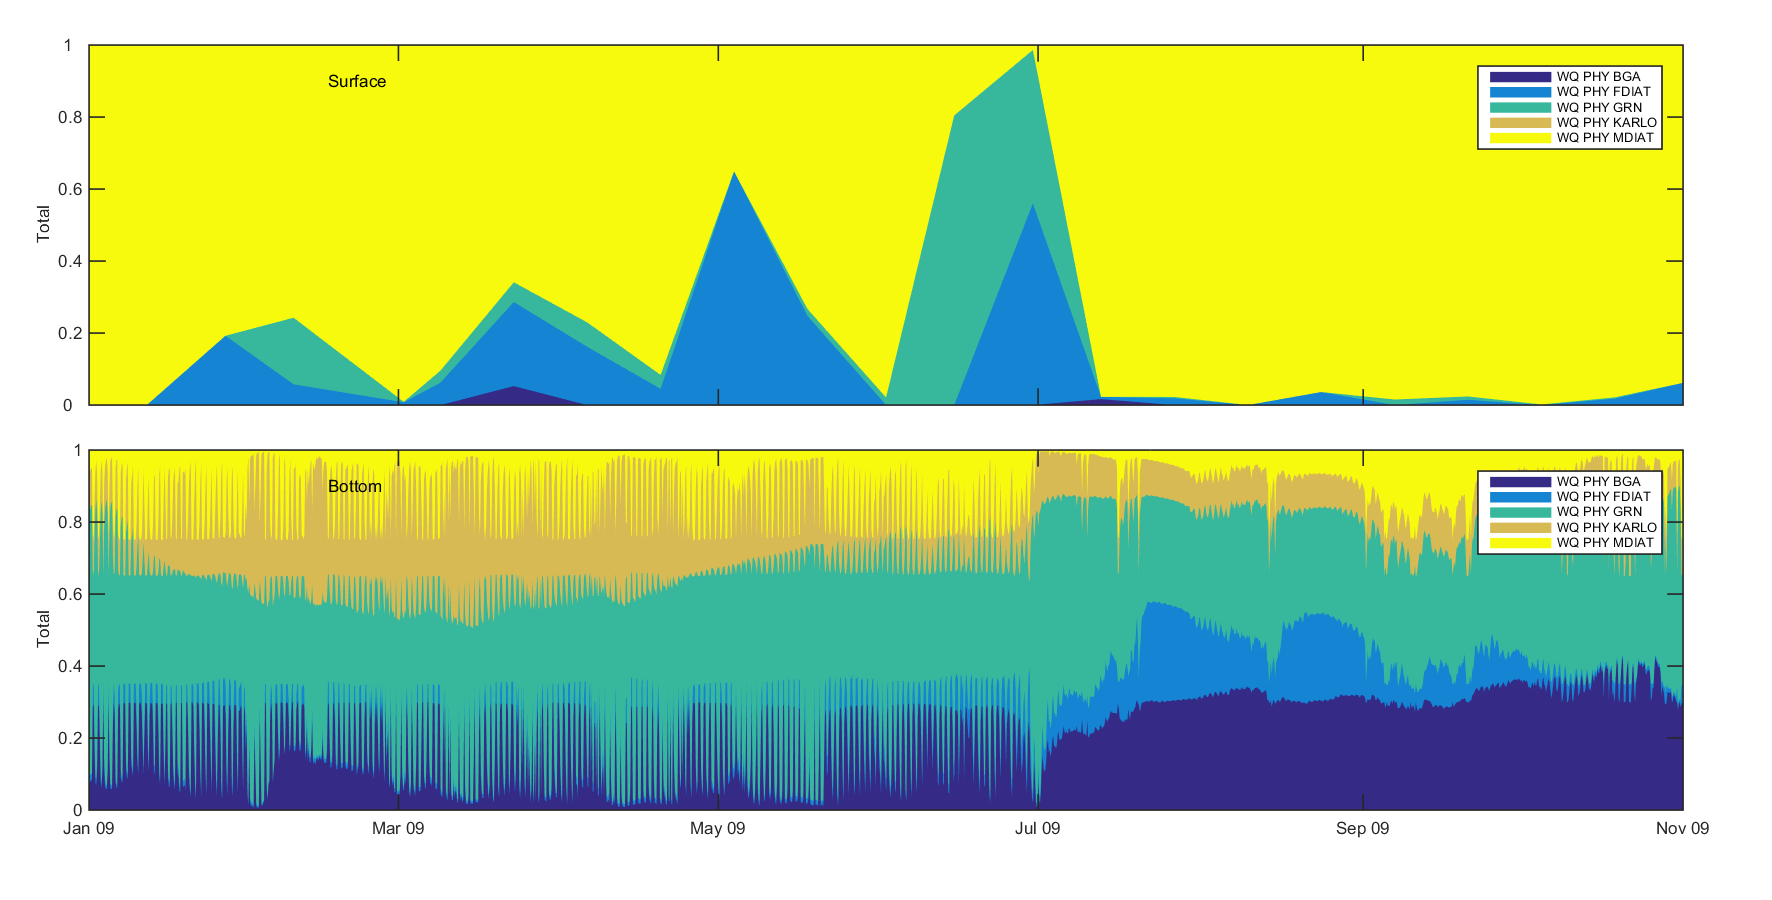 1
0.8
0.6
0.4
0.2
0
Total
Surface
WQ PHY BGA
WQ PHY FDIAT
WQ PHY GRN
WQ PHY KARLO
WQ PHY MDIAT
1
0.8
0.6
0.4
0.2
0
Total
Bottom
WQ PHY BGA
WQ PHY FDIAT
WQ PHY GRN
WQ PHY KARLO
WQ PHY MDIAT
Jan 09 Mar 09 May 09 Jul 09 Sep 09 Nov 09